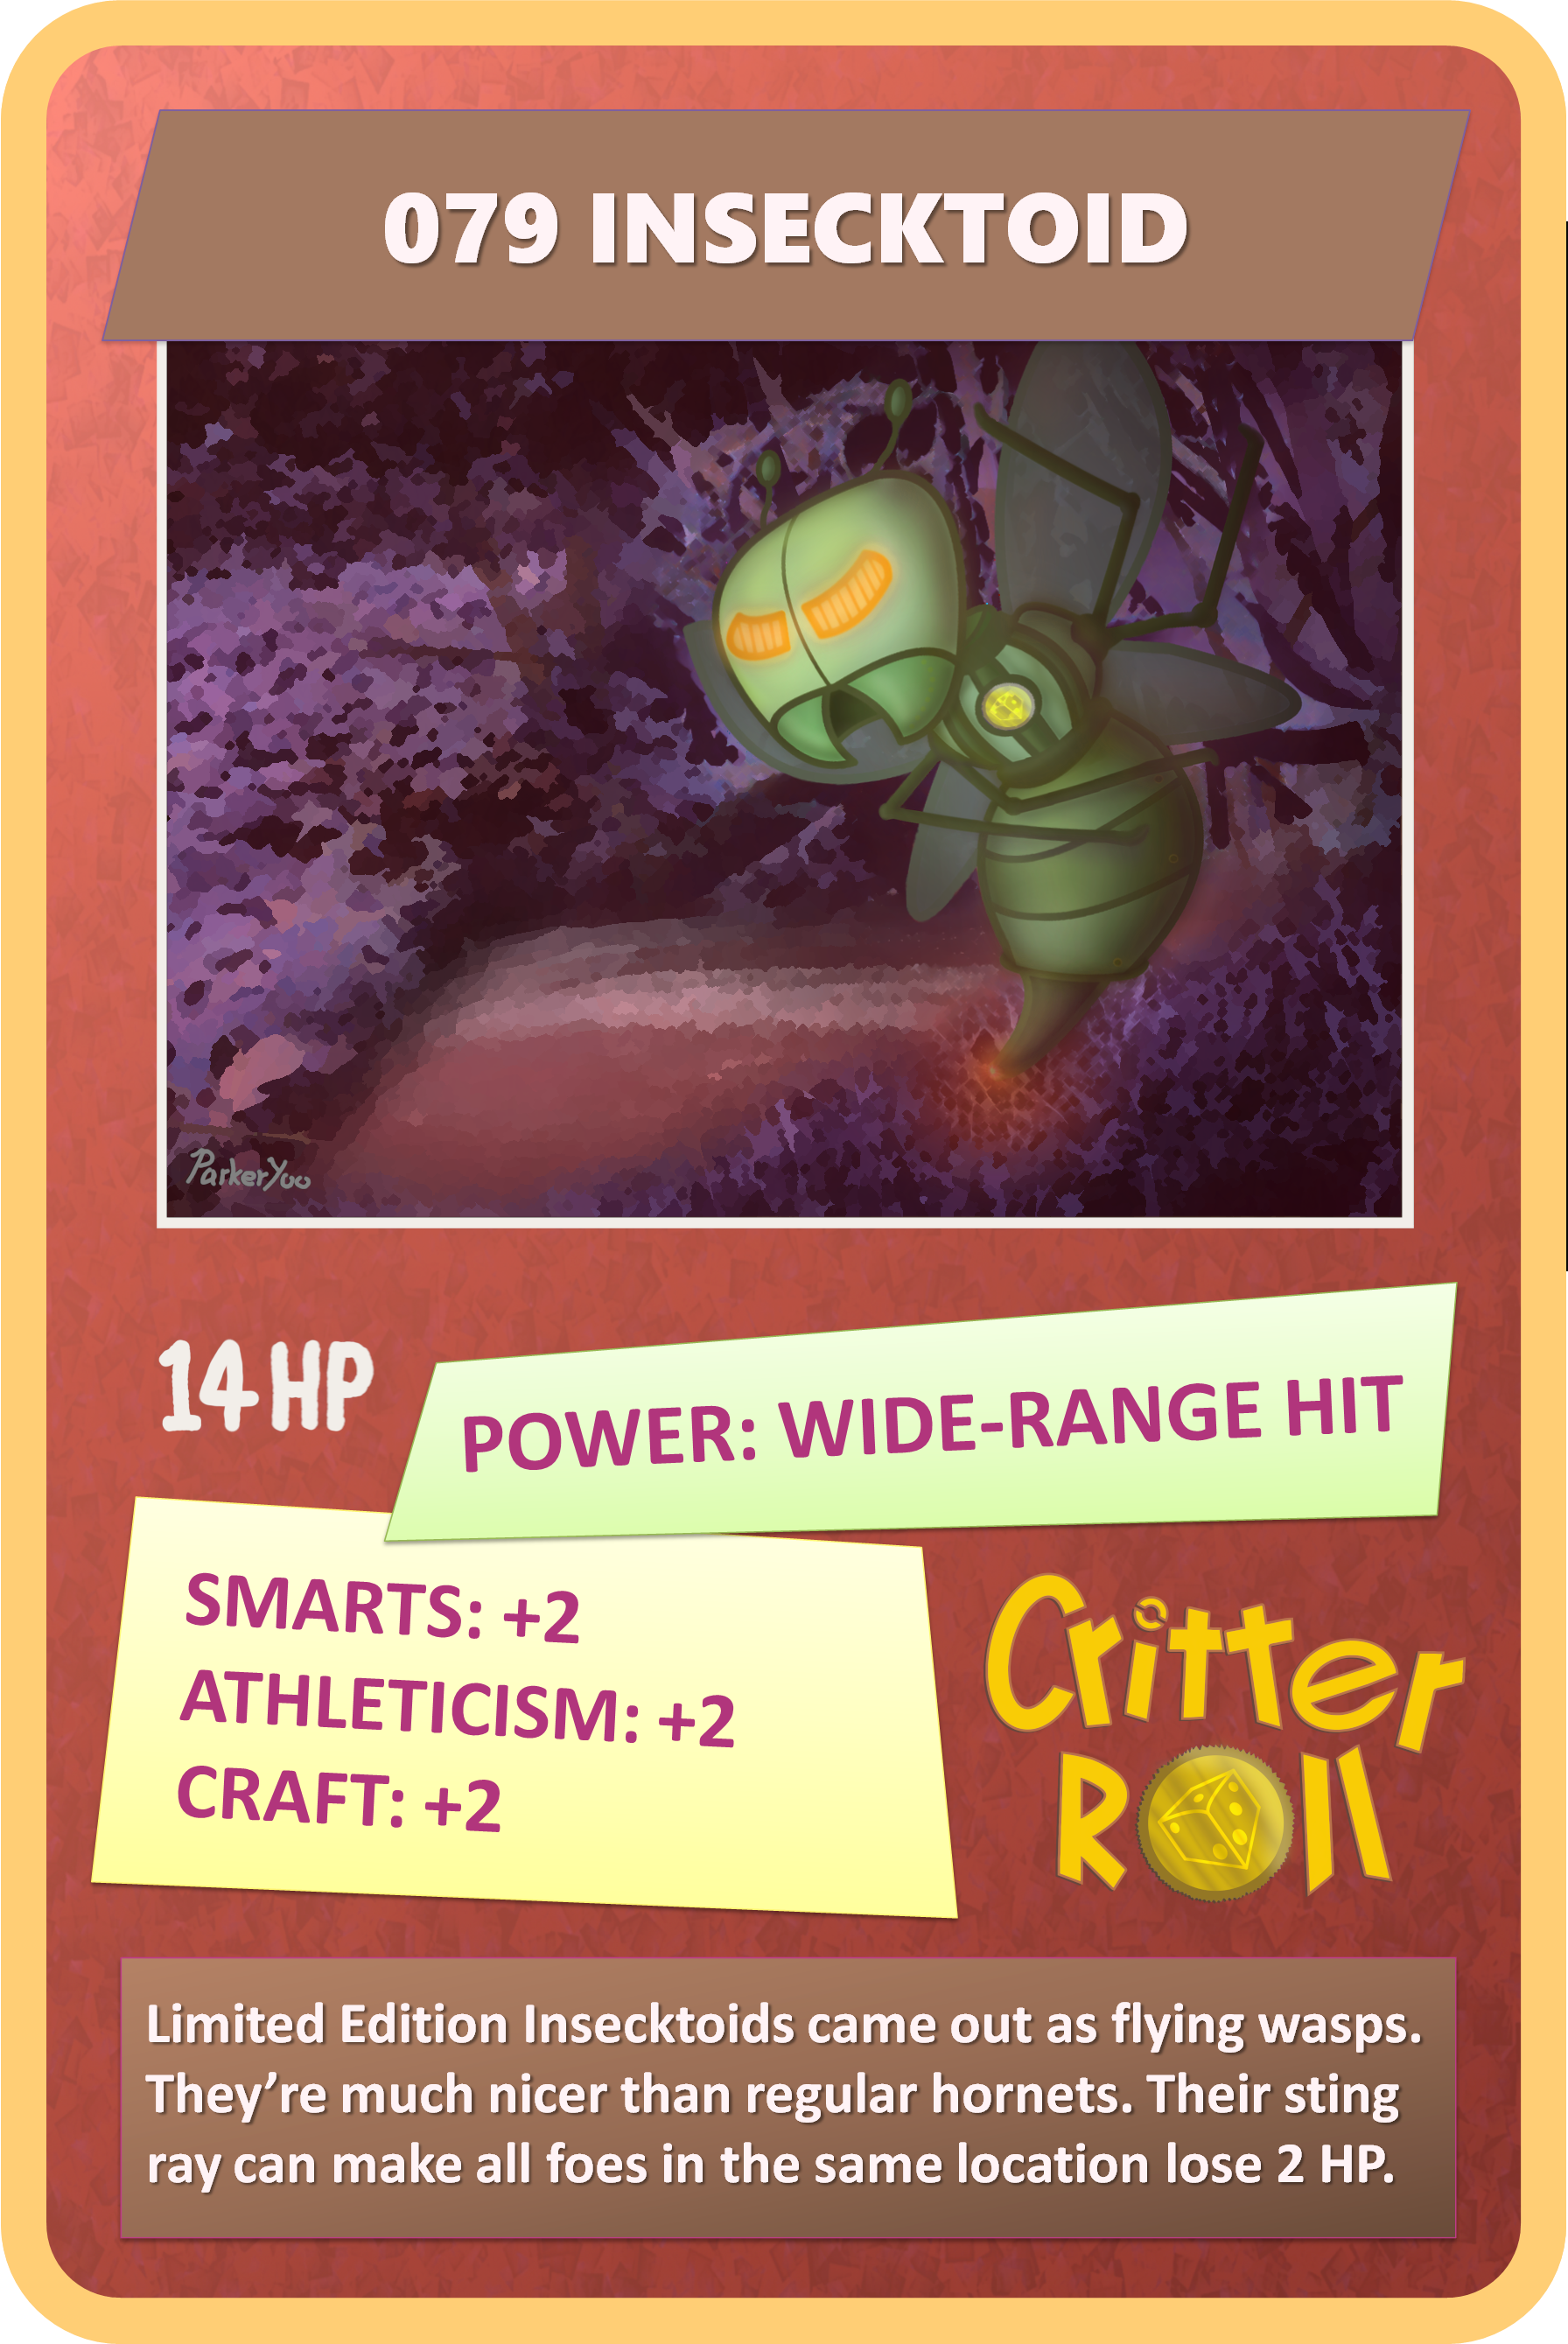 079 INSECKTOID
ParkerYoo
14 HP
POWER: WIDE-RANGE HIT
SMARTS: +2
ATHLETICISM: +2
CRAFT: +2
Critter
Roll
Limited Edition Insecktoids came out as flying wasps.
They’re much nicer than regular hornets. Their sting
ray can make all foes in the same location lose 2 HP.